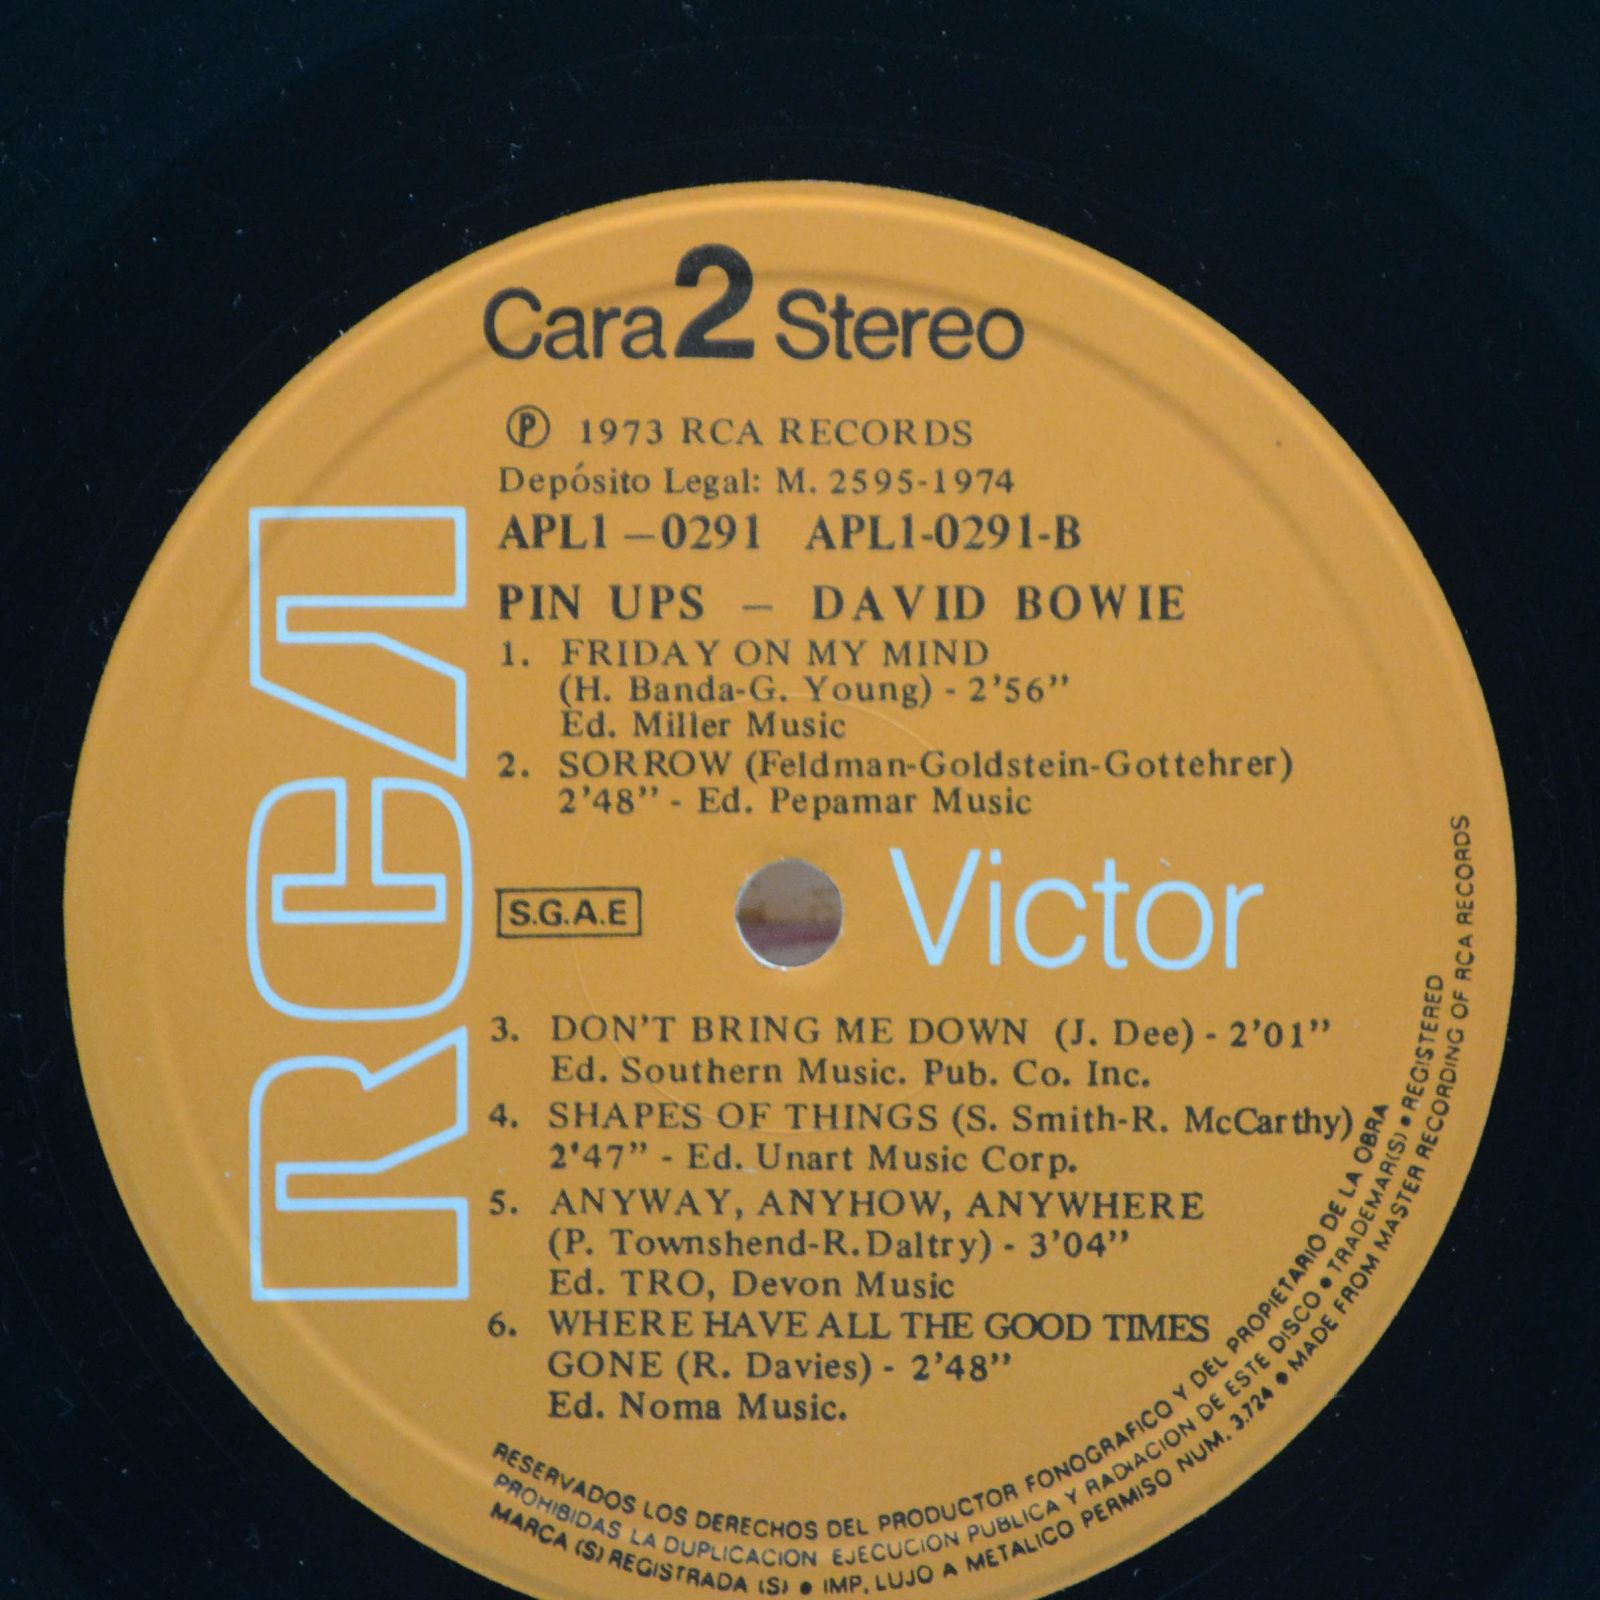 Cara 2 Stereo
Ⓟ 1973 RCA RECORDS
Depósito Legal: M. 2595-1974
APL1 – 0291 APL1-0291-B
PIN UPS – DAVID BOWIE
1. FRIDAY ON MY MIND
(H. Banda-G. Young) - 2'56”
Ed. Miller Music
2. SORROW (Feldman-Goldstein-Gottehrer)
2'48” - Ed. Pepamar Music
RCA
S.G.A.E
Victor
3. DON'T BRING ME DOWN (J. Dee) - 2'01”
Ed. Southern Music. Pub. Co. Inc.
4. SHAPES OF THINGS (S. Smith-R. McCarthy)
2'47” - Ed. Unart Music Corp.
5. ANYWAY, ANYHOW, ANYWHERE
(P. Townshend-R. Daltry) - 3'04”
Ed. TRO, Devon Music
6. WHERE HAVE ALL THE GOOD TIMES
GONE (R. Davies) - 2'48”
Ed. Noma Music.
RESERVADOS LOS DERECHOS DEL PRODUCTOR FONOGRAFICO Y DEL PROPIETARIO DE LA OBRA
PROHIBIDAS LA DUPLICACION EJECUCION PUBLICA Y RADIACION DE ESTE DISCO ● TRADEMAR(S) ● REGISTERED
MARCA (S) REGISTRADA (S) ● IMP. LUJO A METALICO PERMISO NUM. 3.724 ● MADE FROM MASTER RECORDING OF RCA RECORDS